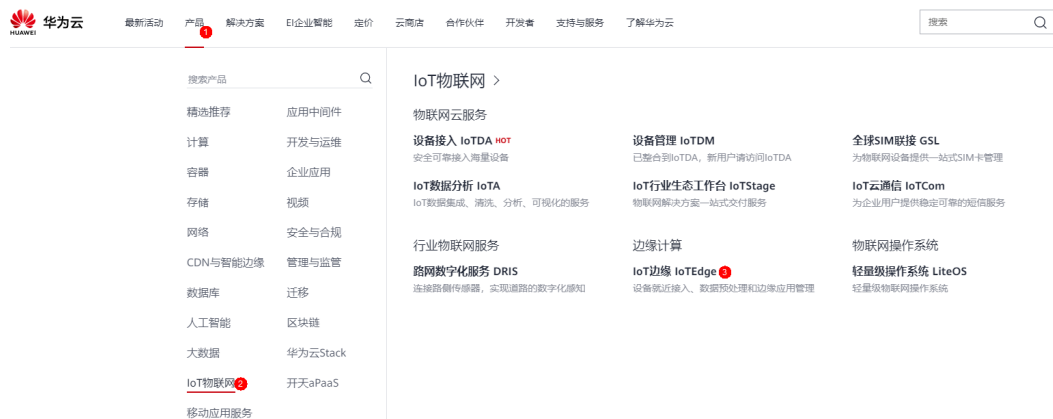 HUAWEI
华为云
最新活动 产品 解决方案 EI企业智能 定价 云商店 合作伙伴 开发者 支持与服务 了解华为云
搜索
1
搜索产品
精选推荐 应用中间件
计算 开发与运维
容器 企业应用
存储 视频
网络 安全与合规
CDN与智能边缘 管理与监管
数据库 迁移
人工智能 区块链
大数据 华为云Stack
IoT物联网 2 开天aPaaS
移动应用服务
IoT物联网 >
物联网云服务
设备接入 IoTDA HOT
安全可靠接入海量设备
设备管理 IoTDM
已整合到IoTDA，新用户请访问IoTDA
全球SIM联接 GSL
为物联网设备提供一站式SIM卡管理
IoT数据分析 IoTA
IoT数据集成、清洗、分析、可视化的服务
IoT行业生态工作台 IoTStage
物联网解决方案一站式交付服务
IoT云通信 IoTCom
为企业用户提供稳定可靠的短信服务
行业物联网服务
路网数字化服务 DRIS
连接路侧传感器，实现道路的数字化感知
边缘计算
IoT边缘 IoTEdge 3
设备就近接入、数据预处理和边缘应用管理
物联网操作系统
轻量级操作系统 LiteOS
轻量级物联网操作系统